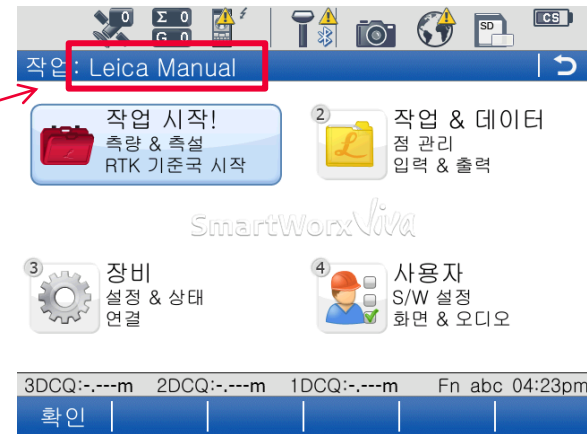 0 Σ 0 SD CS
G 0
작업: Leica Manual
작업 시작!
측량 & 측설
RTK 기준국 시작
2 작업 & 데이터
점 관리
입력 & 출력
SmartWorx Viva
3 장비
설정 & 상태
연결
4 사용자
S/W 설정
화면 & 오디오
3DCQ:-.---m 2DCQ:-.---m 1DCQ:-.---m Fn abc 04:23pm
확인